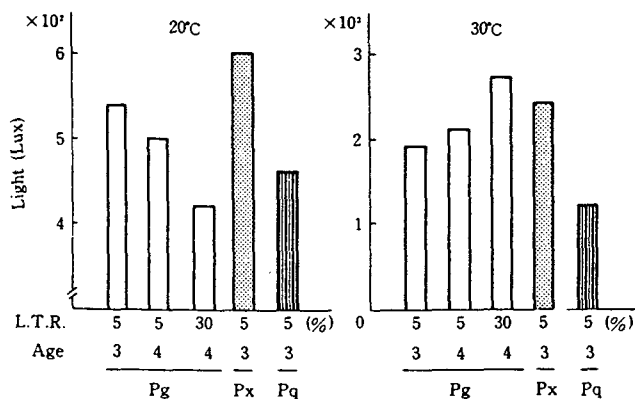 × 10² 20°C
6
5
4
Light (Lux)
L.T.R. 5 5 30 5 5 (%)
Age 3 4 4 3 3
Pg Px Pq
× 10³ 30°C
3
2
1
0 5 5 30 5 5 (%)
3 4 4 3 3
Pg Px Pq